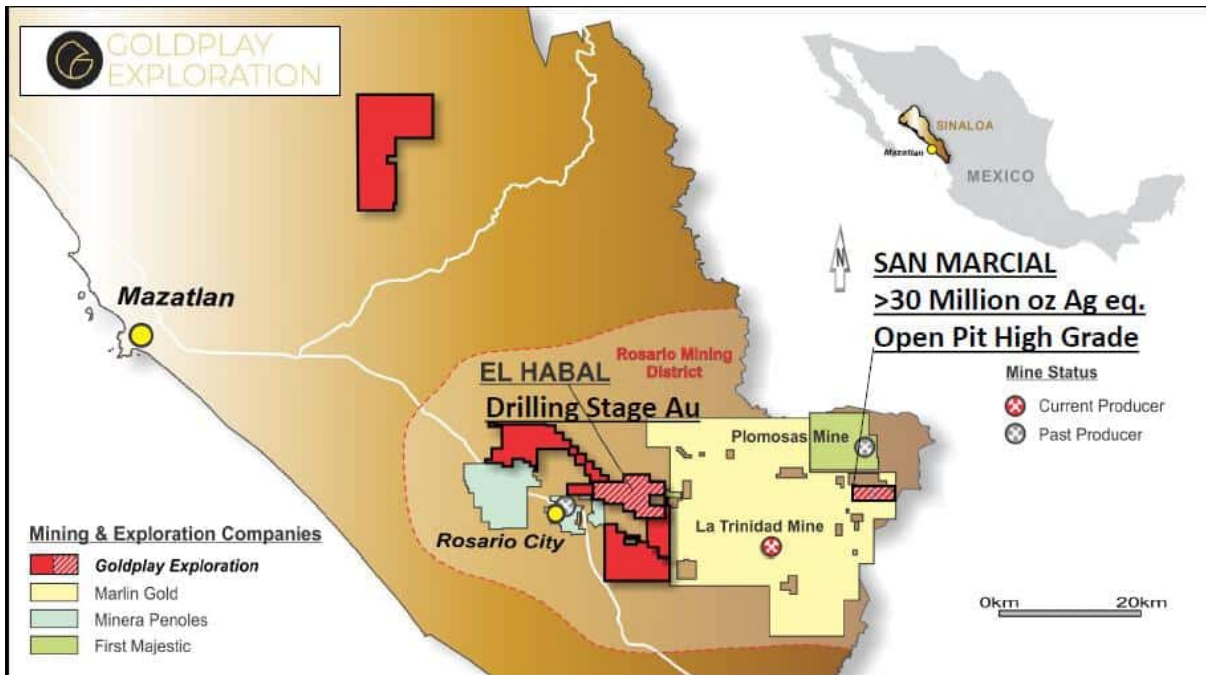 GOLDPLAY
EXPLORATION
SINALOA
Mazatlan
MEXICO
N
SAN MARCIAL
>30 Million oz Ag eq.
Open Pit High Grade
Mazatlan
Rosario Mining
District
EL HABAL
Drilling Stage Au
Mine Status
Current Producer
Past Producer
Plomosas Mine
La Trinidad Mine
Rosario City
Mining & Exploration Companies
Goldplay Exploration
Marlin Gold
Minera Penoles
First Majestic
0km 20km